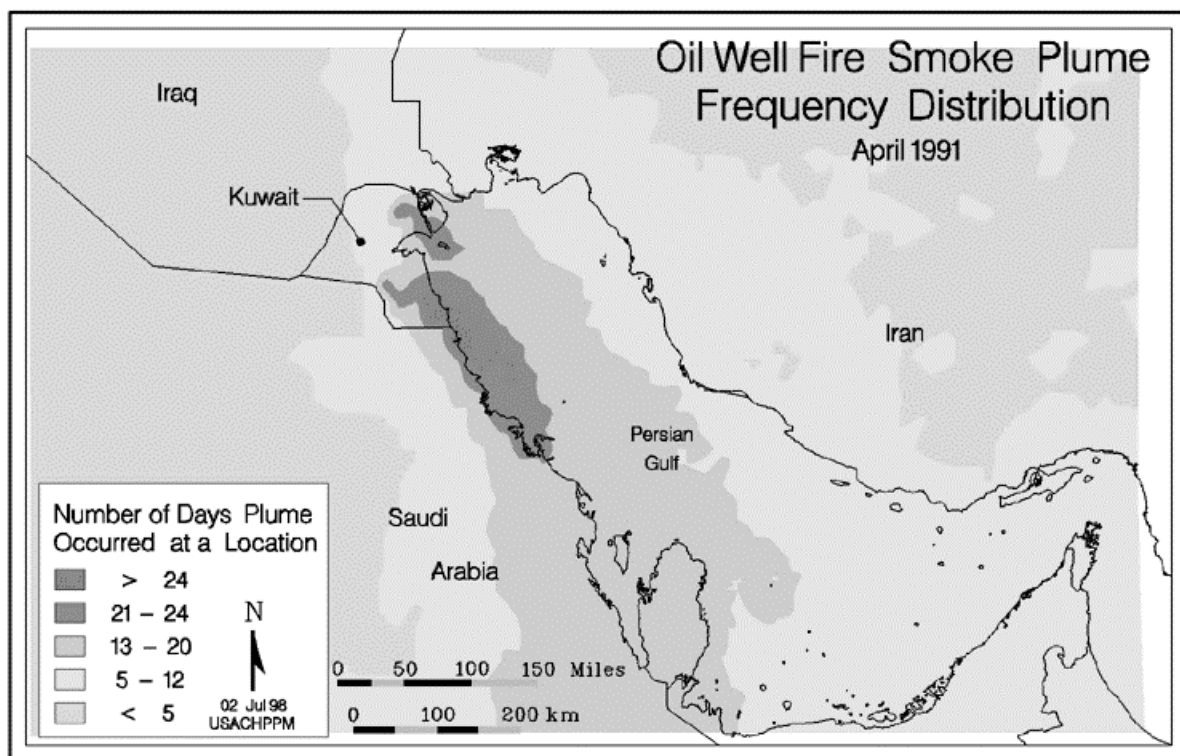 Oil Well Fire Smoke Plume
Frequency Distribution
April 1991
Iraq
Kuwait
Iran
Persian
Gulf
Saudi
Arabia
Number of Days Plume
Occurred at a Location
> 24
21 – 24
13 – 20
5 – 12
< 5
N
02 Jul 98
USACHPPM
0 50 100 150 Miles
0 100 200 km